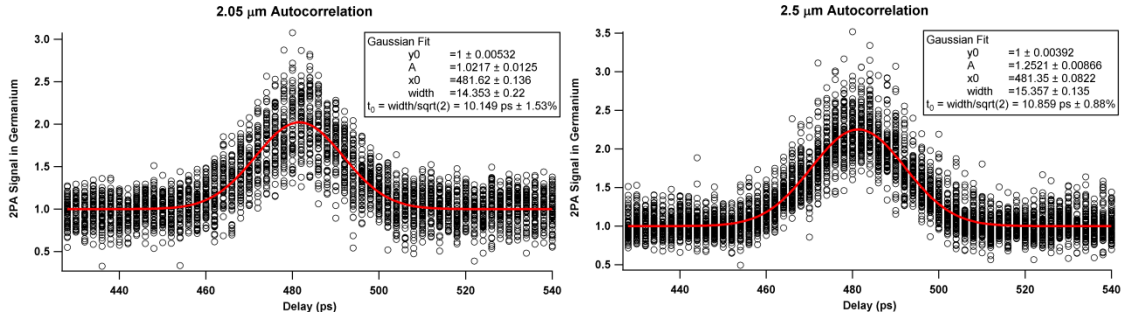 2.05 μm Autocorrelation
3.0
2.5
2.0
1.5
1.0
0.5
2PA Signal in Germanium
Gaussian Fit
y0 =1 ± 0.00532
A =1.0217 ± 0.0125
x0 =481.62 ± 0.136
width =14.353 ± 0.22
t₀ = width/sqrt(2) = 10.149 ps ± 1.53%
440 460 480 500 520 540
Delay (ps)
2.5 μm Autocorrelation
3.5
3.0
2.5
2.0
1.5
1.0
0.5
2PA Signal in Germanium
Gaussian Fit
y0 =1 ± 0.00392
A =1.2521 ± 0.00866
x0 =481.35 ± 0.0822
width =15.357 ± 0.135
t₀ = width/sqrt(2) = 10.859 ps ± 0.88%
440 460 480 500 520 540
Delay (ps)